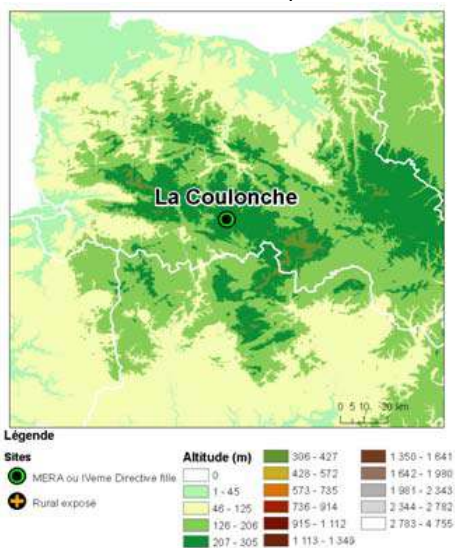 La Coulonche
0 5 10 20 km
Légende
Sites
MERA ou IVeme Directive fille
Rural exposé
Altitude (m)
0
1 - 45
46 - 125
126 - 206
207 - 305
306 - 427
428 - 572
573 - 735
736 - 914
915 - 1 112
1 113 - 1 349
1 350 - 1 641
1 642 - 1 980
1 981 - 2 343
2 344 - 2 782
2 783 - 4 755